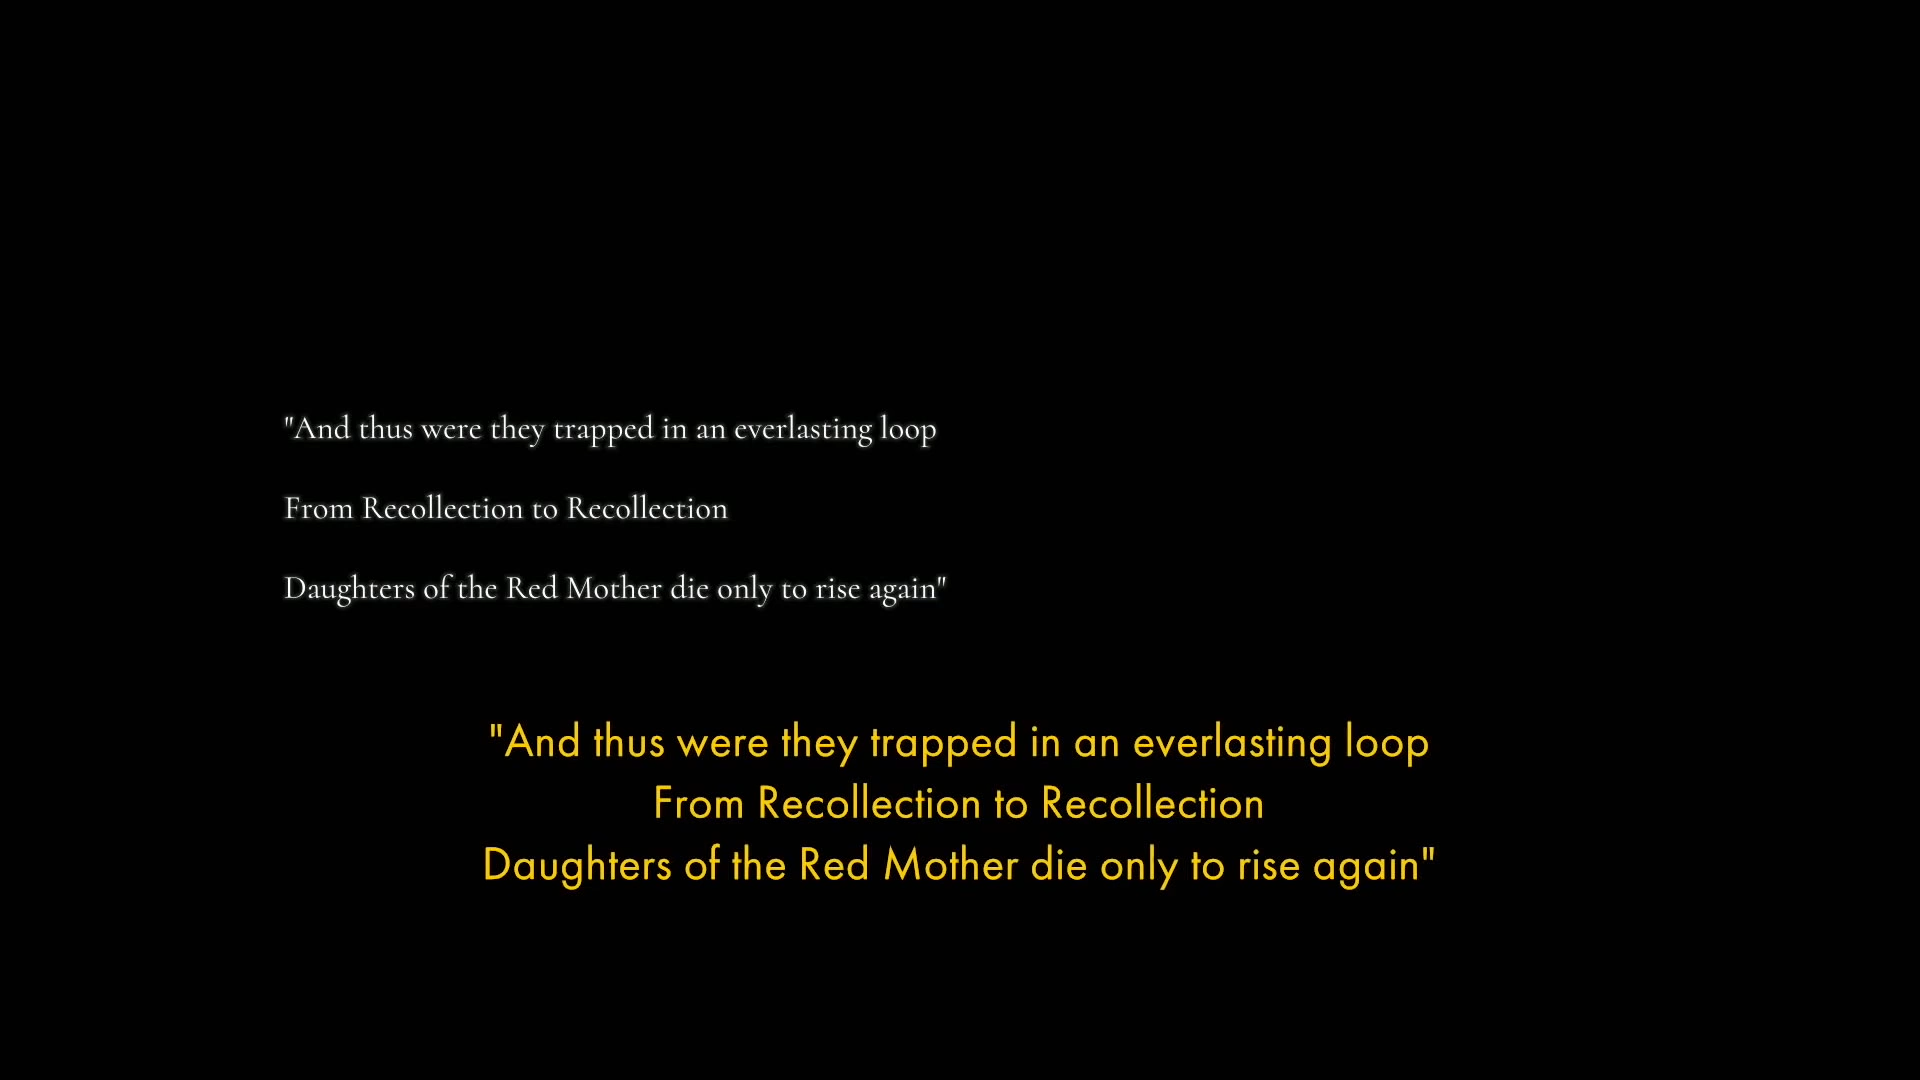 "And thus were they trapped in an everlasting loop
From Recollection to Recollection
Daughters of the Red Mother die only to rise again"
"And thus were they trapped in an everlasting loop
From Recollection to Recollection
Daughters of the Red Mother die only to rise again"